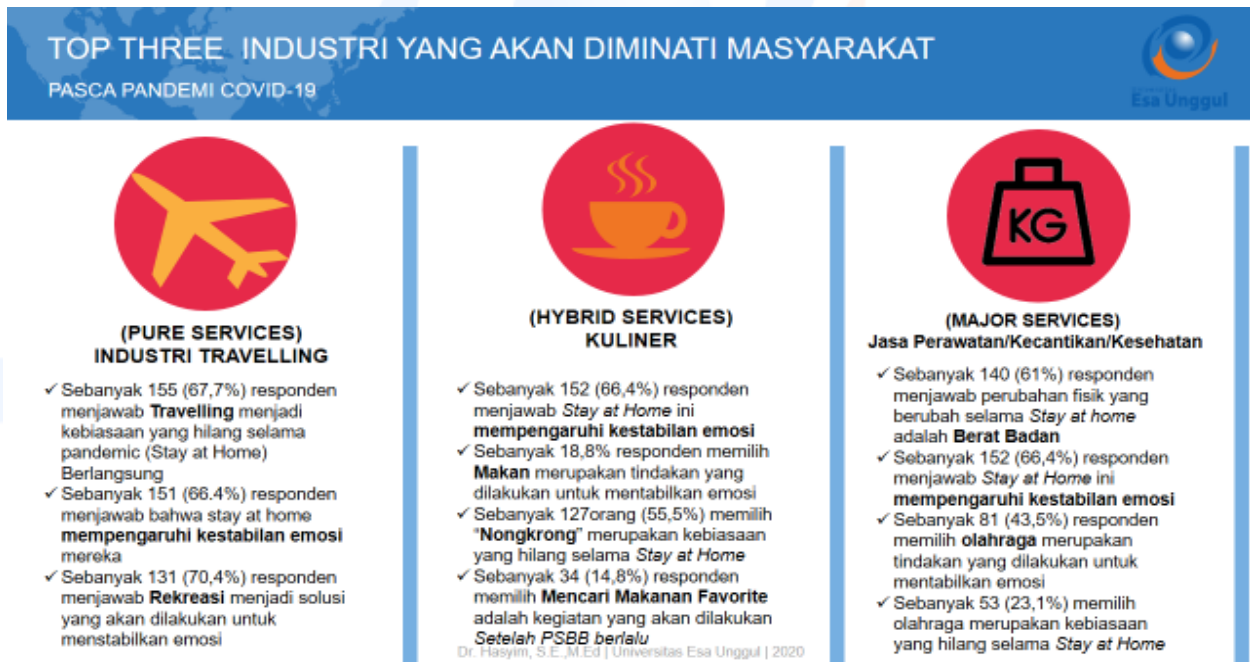 TOP THREE INDUSTRI YANG AKAN DIMINATI MASYARAKAT
PASCA PANDEMI COVID-19
Esa Unggul
(PURE SERVICES)
INDUSTRI TRAVELLING
✓ Sebanyak 155 (67,7%) responden
menjawab Travelling menjadi
kebiasaan yang hilang selama
pandemic (Stay at Home)
Berlangsung
✓ Sebanyak 151 (66.4%) responden
menjawab bahwa stay at home
mempengaruhi kestabilan emosi
mereka
✓ Sebanyak 131 (70,4%) responden
menjawab Rekreasi menjadi solusi
yang akan dilakukan untuk
menstabilkan emosi
(HYBRID SERVICES)
KULINER
✓ Sebanyak 152 (66,4%) responden
menjawab Stay at Home ini
mempengaruhi kestabilan emosi
✓ Sebanyak 18,8% responden memilih
Makan merupakan tindakan yang
dilakukan untuk mentabilkan emosi
✓ Sebanyak 127orang (55,5%) memilih
"Nongkrong" merupakan kebiasaan
yang hilang selama Stay at Home
✓ Sebanyak 34 (14,8%) responden
memilih Mencari Makanan Favorite
adalah kegiatan yang akan dilakukan
Setelah PSBB berlalu
Dr. Hasyim, S.E.,M.Ed | Universitas Esa Unggul | 2020
KG
(MAJOR SERVICES)
Jasa Perawatan/Kecantikan/Kesehatan
✓ Sebanyak 140 (61%) responden
menjawab perubahan fisik yang
berubah selama Stay at home
adalah Berat Badan
✓ Sebanyak 152 (66,4%) responden
menjawab Stay at Home ini
mempengaruhi kestabilan emosi
✓ Sebanyak 81 (43,5%) responden
memilih olahraga merupakan
tindakan yang dilakukan untuk
mentabilkan emosi
✓ Sebanyak 53 (23,1%) memilih
olahraga merupakan kebiasaan
yang hilang selama Stay at Home